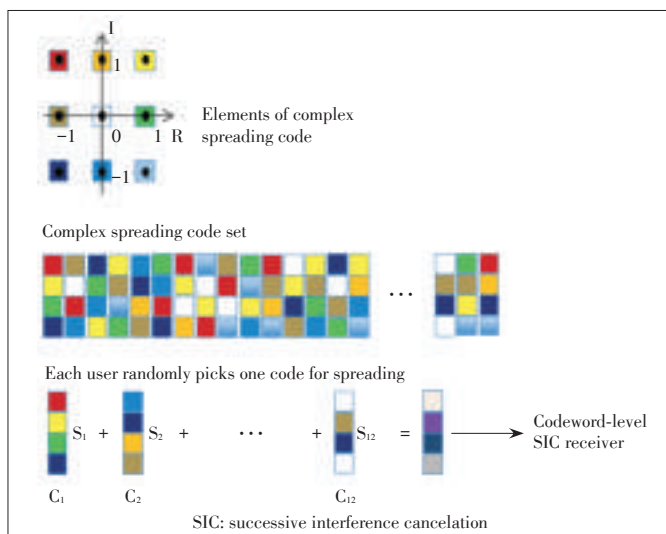 I
1
−1 0 1 R
−1
Elements of complex
spreading code
Complex spreading code set
...
Each user randomly picks one code for spreading
S1 + S2 + ... + S12 =
Codeword-level
SIC receiver
C1 C2 C12
SIC: successive interference cancelation